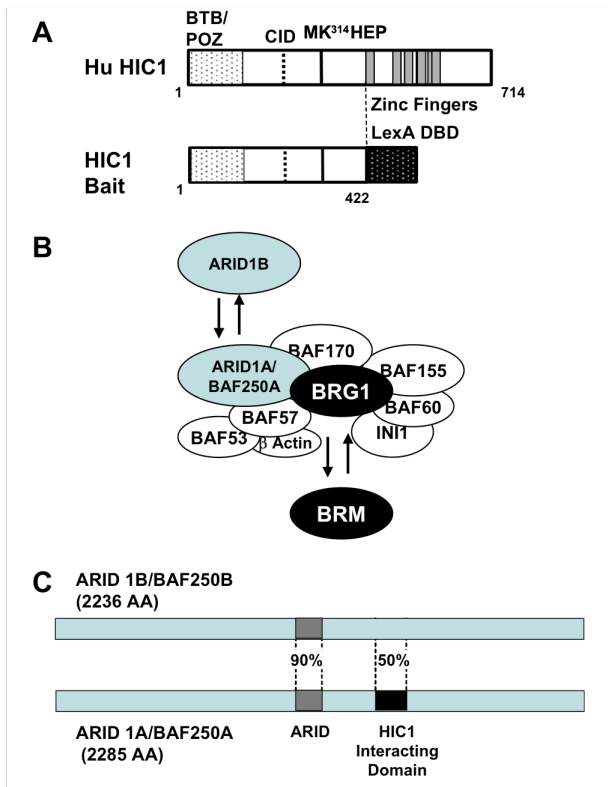 A
BTB/
POZ
CID
MK³¹⁴HEP
Hu HIC1
1
714
Zinc Fingers
LexA DBD
HIC1
Bait
1
422
B
ARID1B
BAF170
ARID1A/
BAF250A
BAF155
BRG1
BAF60
BAF57
INI1
BAF53
β Actin
BRM
C
ARID 1B/BAF250B
(2236 AA)
90%
50%
ARID 1A/BAF250A
(2285 AA)
ARID
HIC1
Interacting
Domain